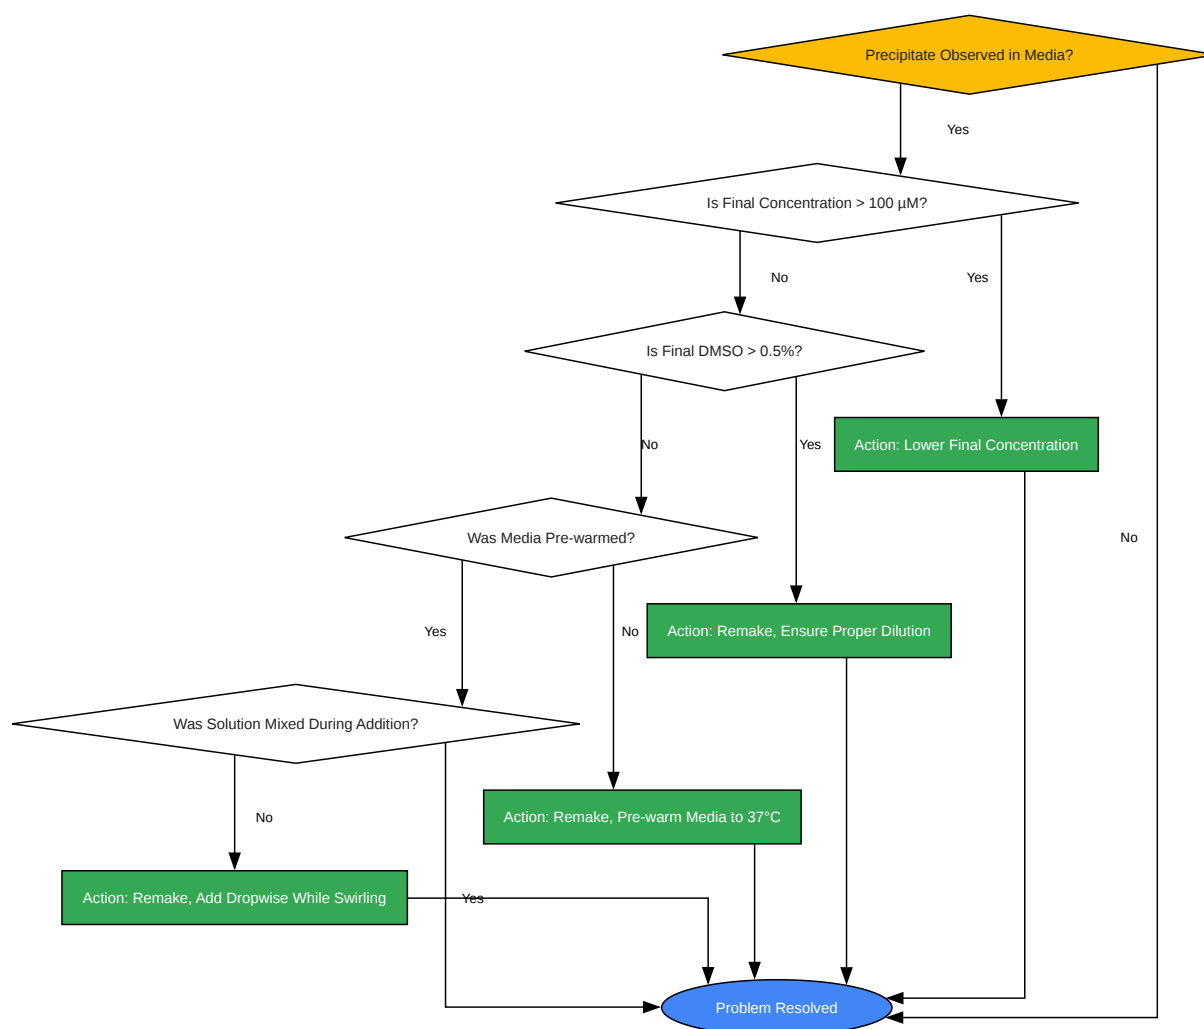 Precipitate Observed in Media?
Yes
Is Final Concentration > 100 µM?
No
Yes
Is Final DMSO > 0.5%?
No
Yes
Action: Lower Final Concentration
Was Media Pre-warmed?
No
Yes
No
Action: Remake, Ensure Proper Dilution
Was Solution Mixed During Addition?
No
Action: Remake, Pre-warm Media to 37°C
Action: Remake, Add Dropwise While Swirling
Yes
Problem Resolved